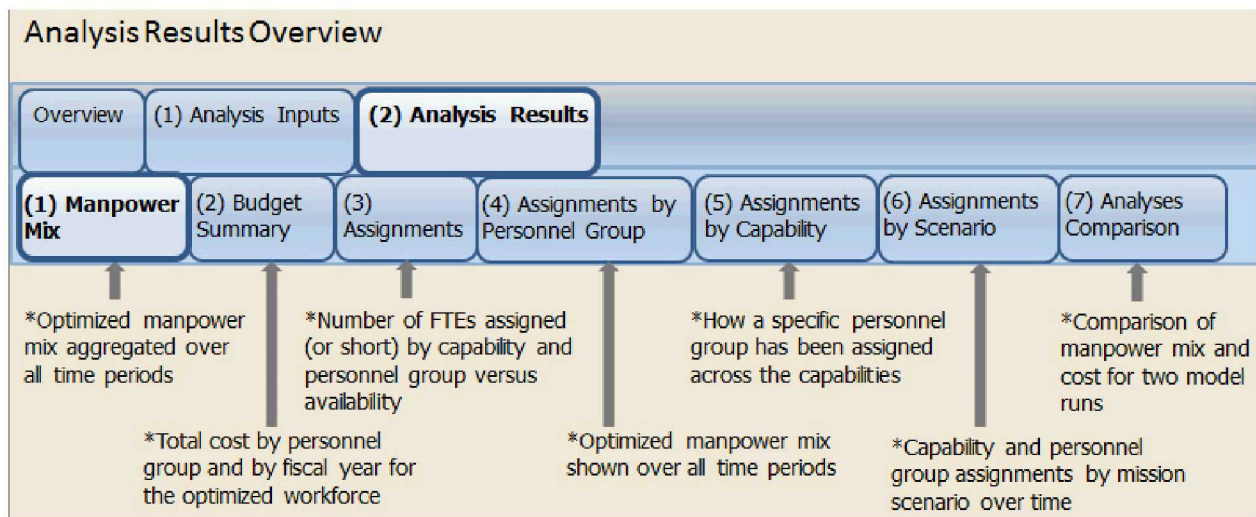 Analysis Results Overview
Overview
(1) Analysis Inputs
(2) Analysis Results
(1) Manpower
Mix
(2) Budget
Summary
(3)
Assignments
(4) Assignments by
Personnel Group
(5) Assignments
by Capability
(6) Assignments
by Scenario
(7) Analyses
Comparison
*Optimized manpower
mix aggregated over
all time periods
*Total cost by personnel
group and by fiscal year for
the optimized workforce
*Number of FTEs assigned
(or short) by capability and
personnel group versus
availability
*Optimized manpower mix
shown over all time periods
*How a specific personnel
group has been assigned
across the capabilities
*Capability and personnel
group assignments by mission
scenario over time
*Comparison of
manpower mix and
cost for two model
runs